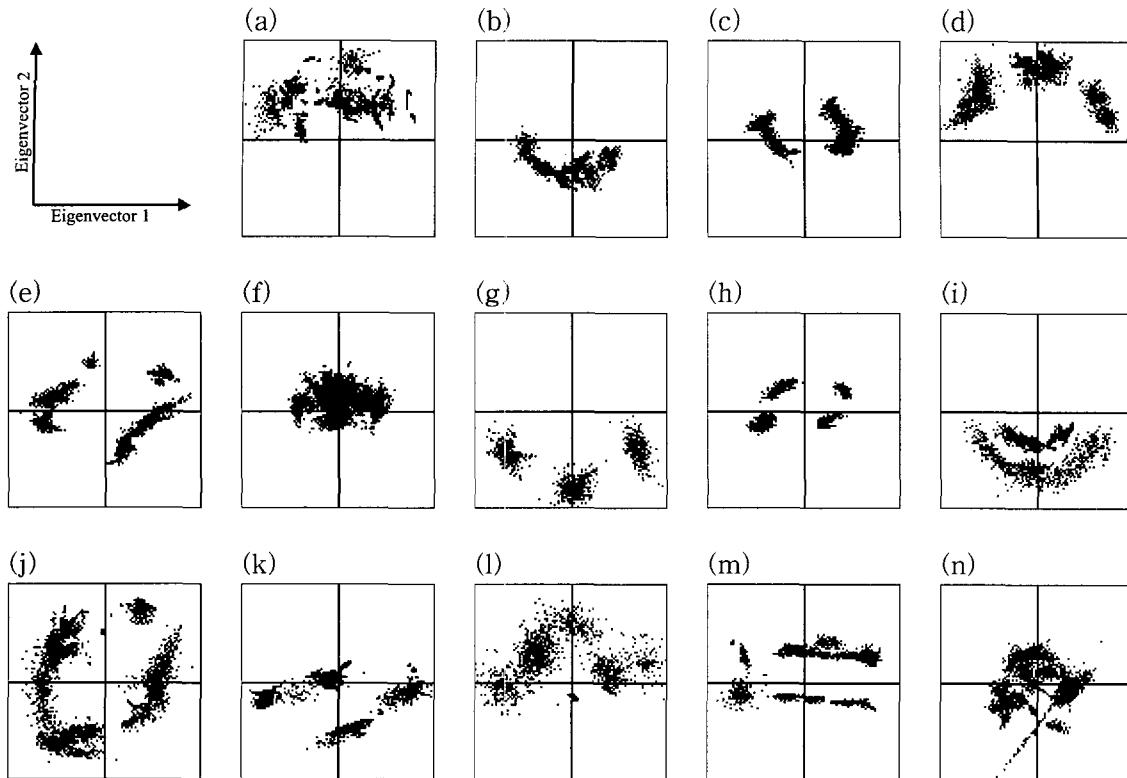 (a) (b) (c) (d)
Eigenvector 2
Eigenvector 1
(e) (f) (g) (h) (i)
(j) (k) (l) (m) (n)